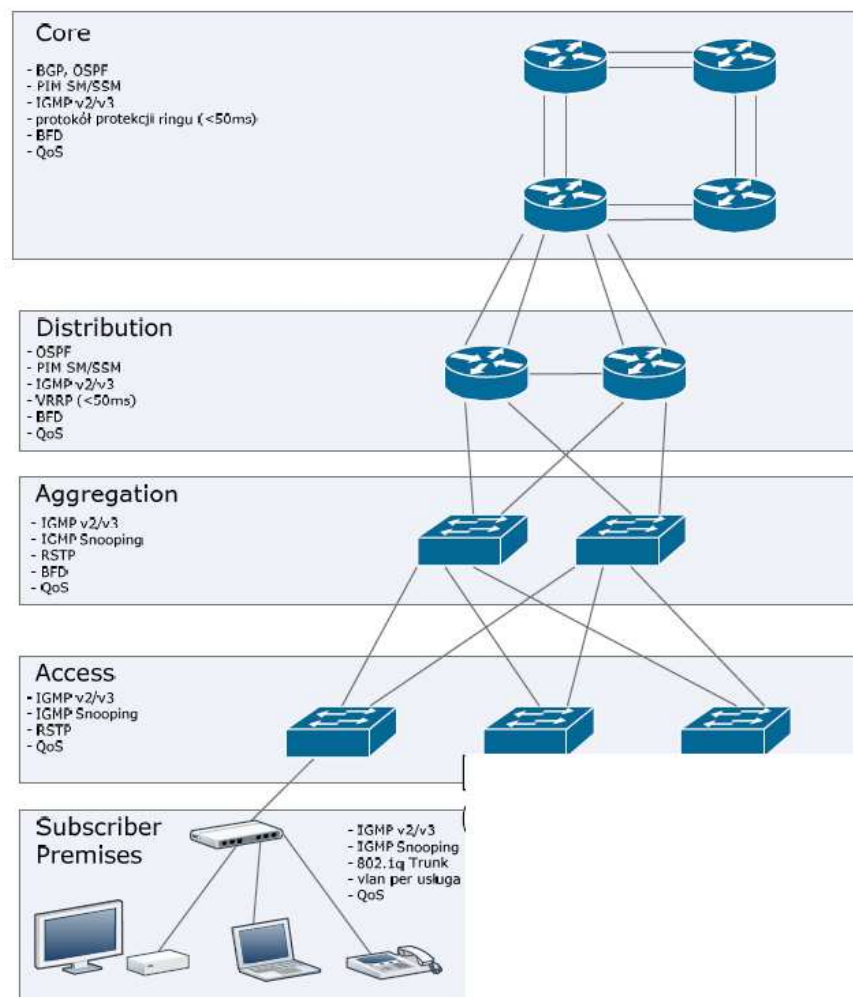 Core
- BGP, OSPF
- PIM SM/SSM
- IGMP v2/v3
- protokół protekcji ringu (<50ms)
- BFD
- QoS
Distribution
- OSPF
- PIM SM/SSM
- IGMP v2/v3
- VRRP (<50ms)
- BFD
- QoS
Aggregation
- IGMP v2/v3
- IGMP Snooping
- RSTP
- BFD
- QoS
Access
- IGMP v2/v3
- IGMP Snooping
- RSTP
- QoS
Subscriber
Premises
- IGMP v2/v3
- IGMP Snooping
- 802.1q Trunk
- vlan per usługa
- QoS